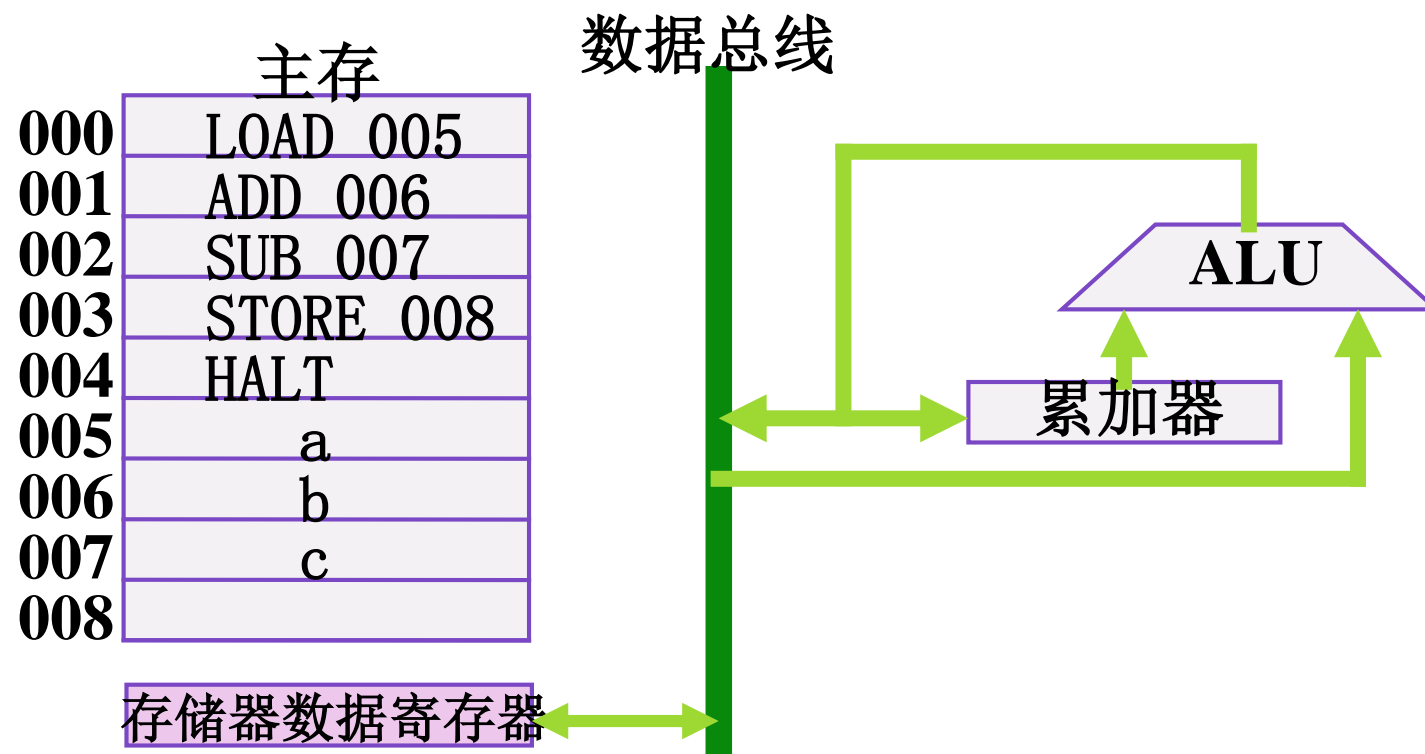 数据总线
主存
000 LOAD 005
001 ADD 006
002 SUB 007
003 STORE 008
004 HALT
005 a
006 b
007 c
008
ALU
累加器
存储器数据寄存器